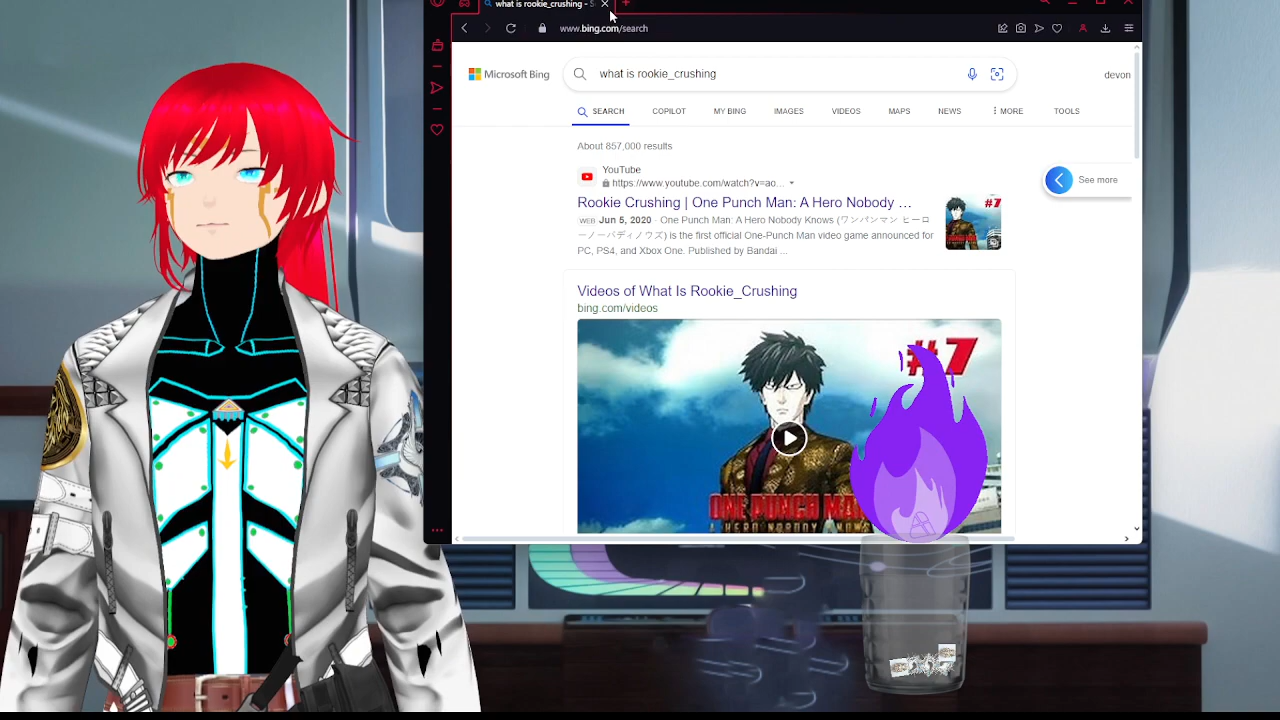 what is rookie_crushing - S
www.bing.com/search
Microsoft Bing
what is rookie_crushing
devon
SEARCH
COPILOT
MY BING
IMAGES
VIDEOS
MAPS
NEWS
MORE
TOOLS
About 857,000 results
YouTube
https://www.youtube.com/watch?v=ao...
See more
Rookie Crushing | One Punch Man: A Hero Nobody ...
WEB Jun 5, 2020 · One Punch Man: A Hero Nobody Knows (ワンパンマン ヒーロ
ーノーバディノウズ) is the first official One-Punch Man video game announced for
PC, PS4, and Xbox One. Published by Bandai ...
#7
Videos of What Is Rookie_Crushing
bing.com/videos
#7
ONE PUNCH MAN
A HERO NOBODY KNOW